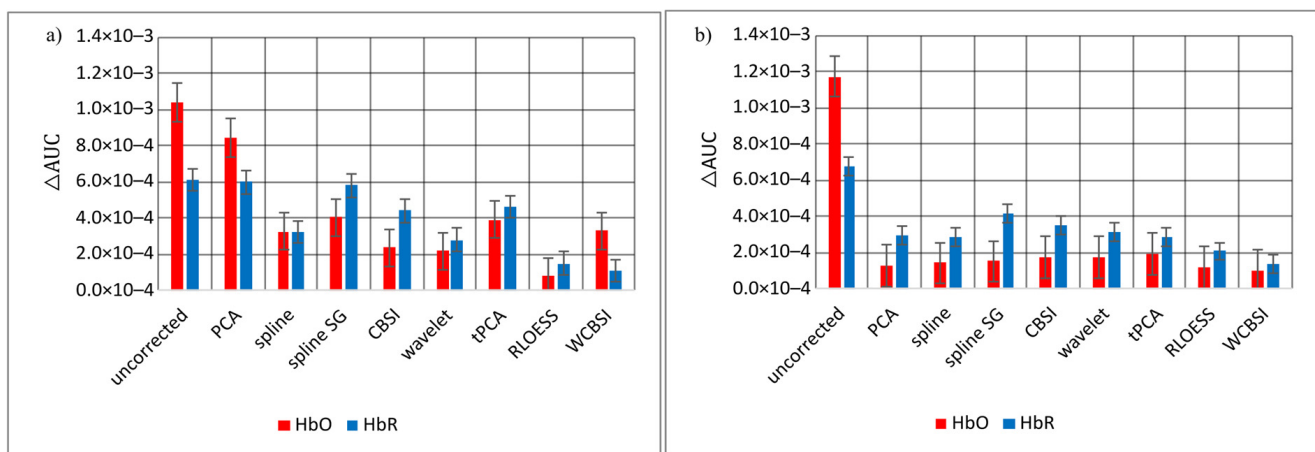 a)
1.4×10−3
1.2×10−3
1.0×10−3
8.0×10−4
6.0×10−4
4.0×10−4
2.0×10−4
0.0×10−4
△AUC
uncorrected
PCA
spline
spline SG
CBSI
wavelet
tPCA
RLOESS
WCBSI
HbO HbR
b)
1.4×10−3
1.2×10−3
1.0×10−3
8.0×10−4
6.0×10−4
4.0×10−4
2.0×10−4
0.0×10−4
△AUC
uncorrected
PCA
spline
spline SG
CBSI
wavelet
tPCA
RLOESS
WCBSI
HbO HbR